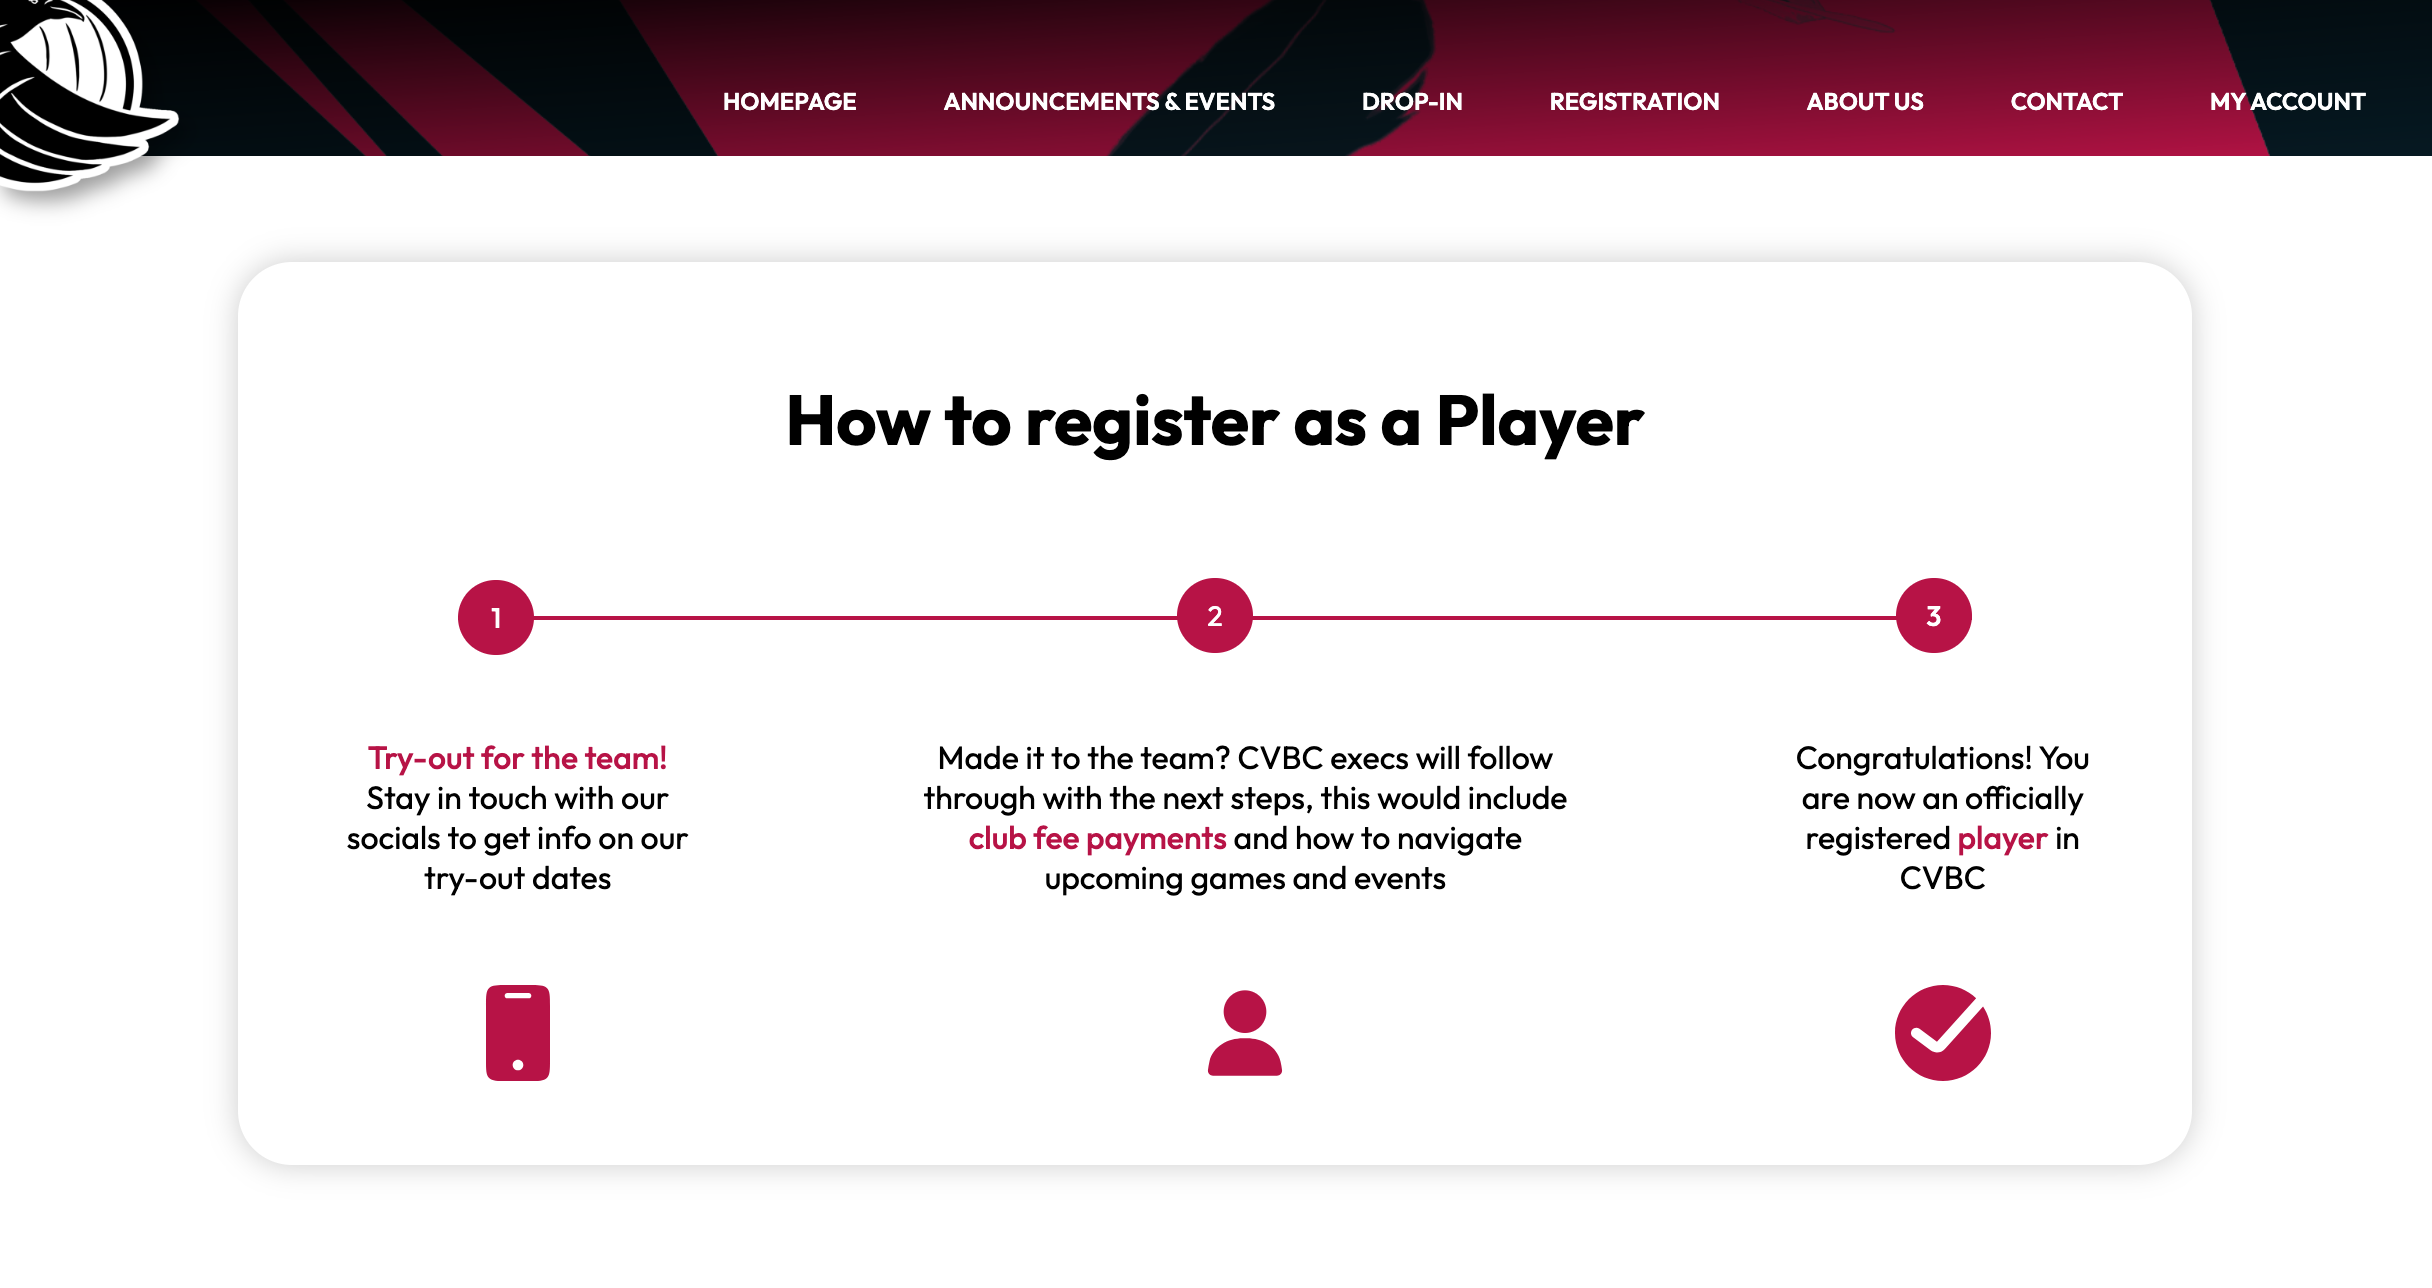 HOMEPAGE ANNOUNCEMENTS & EVENTS DROP-IN REGISTRATION ABOUT US CONTACT MY ACCOUNT
How to register as a Player
1 2 3
Try-out for the team!
Stay in touch with our
socials to get info on our
try-out dates
Made it to the team? CVBC execs will follow
through with the next steps, this would include
club fee payments and how to navigate
upcoming games and events
Congratulations! You
are now an officially
registered player in
CVBC